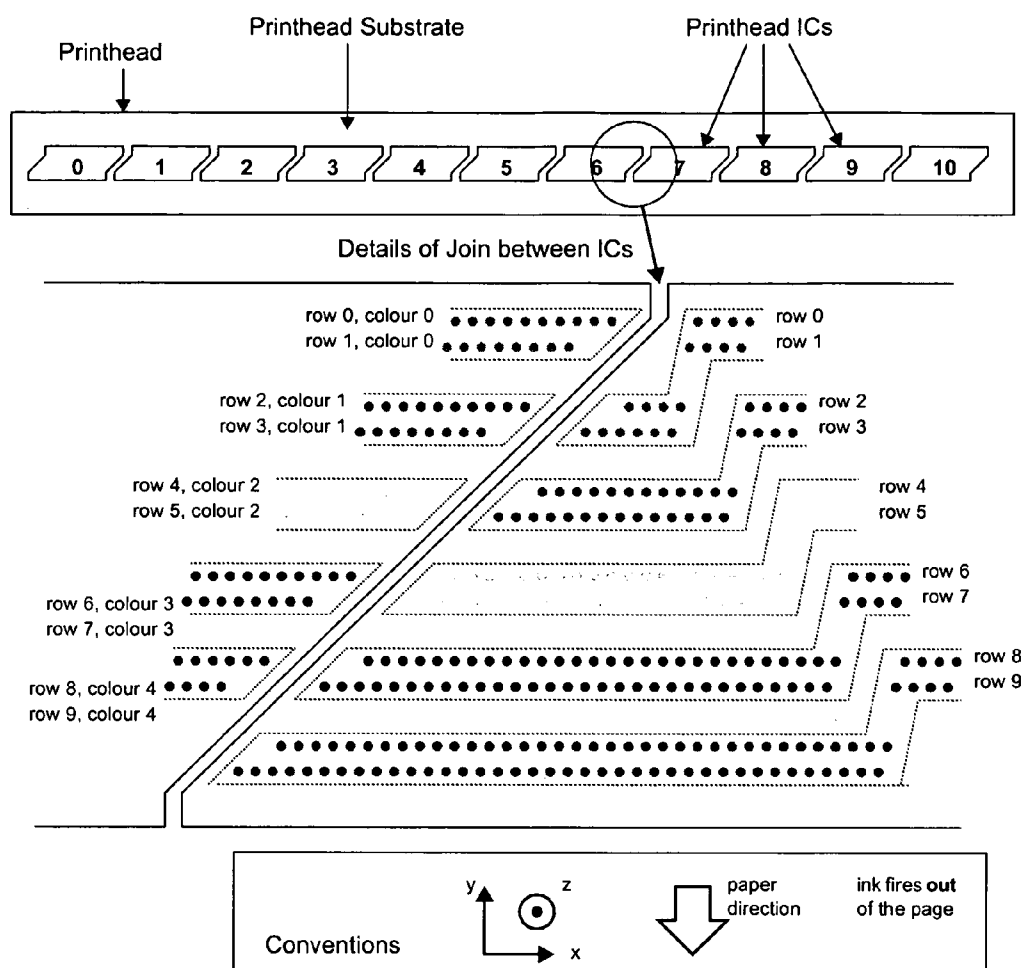 Printhead Substrate
Printhead ICs
Printhead
0 1 2 3 4 5 6 7 8 9 10
Details of Join between ICs
row 0, colour 0
row 0
row 1, colour 0
row 1
row 2, colour 1
row 2
row 3, colour 1
row 3
row 4, colour 2
row 4
row 5, colour 2
row 5
row 6
row 6, colour 3
row 7
row 7, colour 3
row 8
row 8, colour 4
row 9
row 9, colour 4
y
z
x
paper
direction
ink fires out
of the page
Conventions